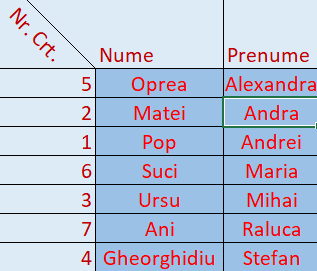 Nr. Crt. Nume Prenume
5 Oprea Alexandra
2 Matei Andra
1 Pop Andrei
6 Suci Maria
3 Ursu Mihai
7 Ani Raluca
4 Gheorghidiu Stefan